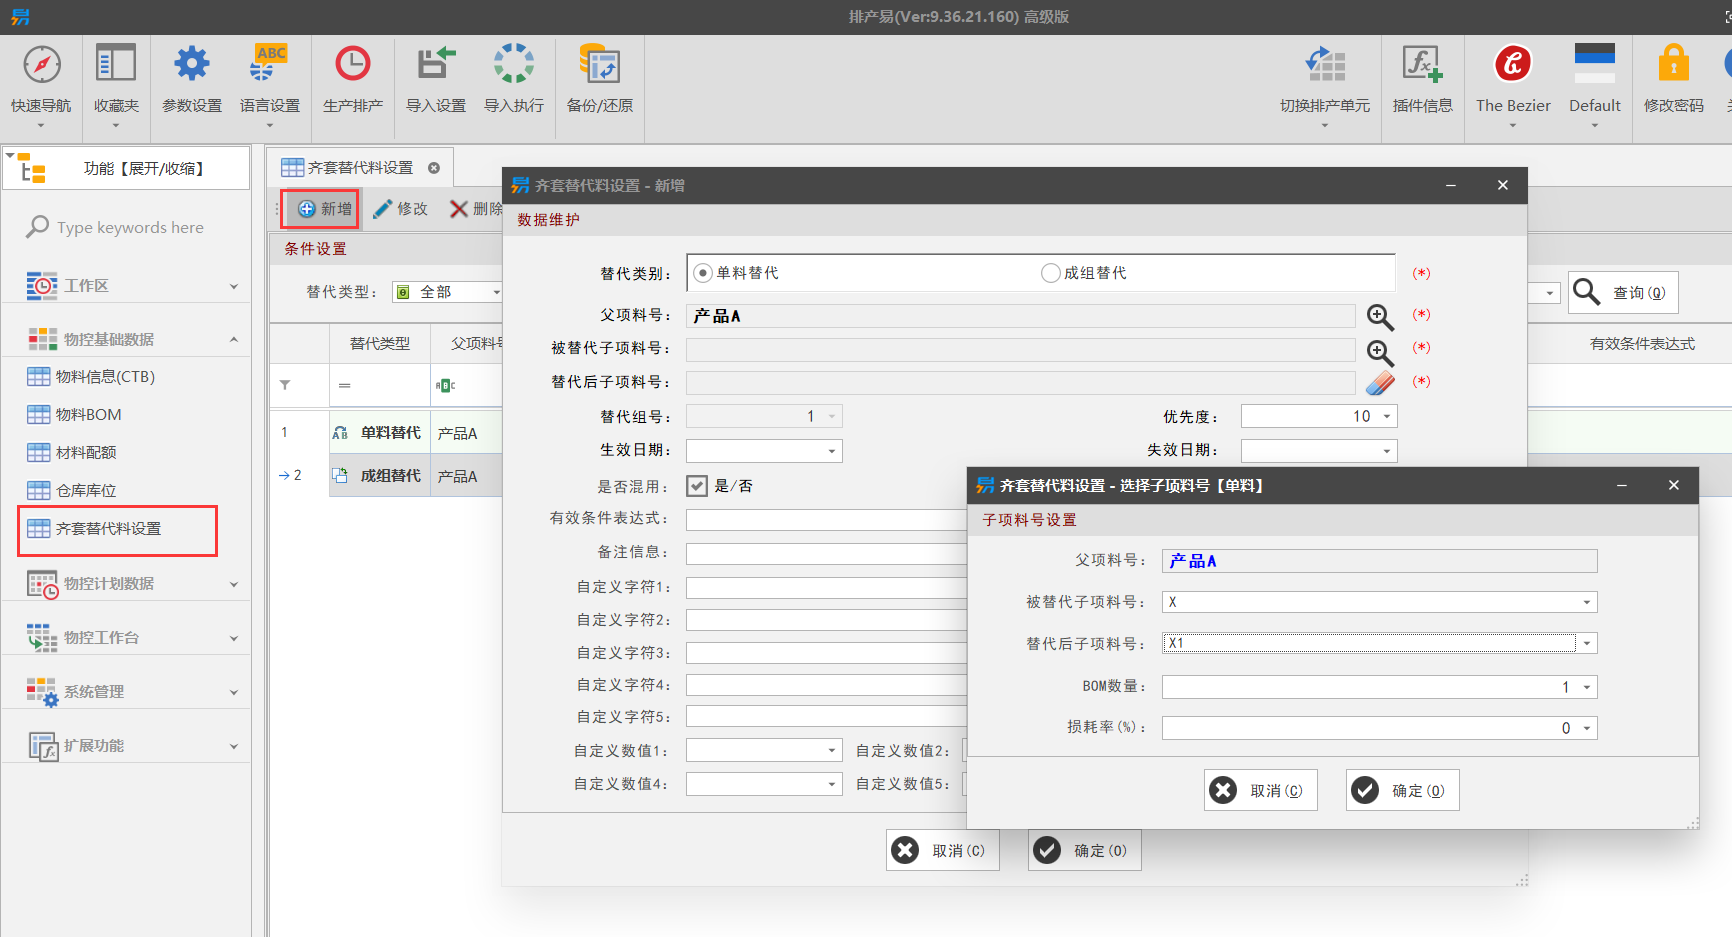 排产易(Ver:9.36.21.160) 高级版
快速导航
收藏夹
参数设置
ABC
语言设置
生产排产
导入设置
导入执行
备份/还原
切换排产单元
插件信息
The Bezier
Default
修改密码
功能【展开/收缩】
Type keywords here
工作区
物控基础数据
物料信息(CTB)
物料BOM
材料配额
仓库库位
齐套替代料设置
物控计划数据
物控工作台
系统管理
扩展功能
齐套替代料设置
新增
修改
删除
条件设置
替代类型：
全部
查询(Q)
替代类型
父项料号
有效条件表达式
=
ABC
1
AB
单料替代
产品A
2
成组替代
产品A
齐套替代料设置 - 新增
数据维护
替代类别：
单料替代
成组替代
(*)
父项料号：
产品A
(*)
被替代子项料号：
(*)
替代后子项料号：
(*)
替代组号：
1
优先度：
10
生效日期：
失效日期：
是否混用：
是/否
有效条件表达式：
备注信息：
自定义字符1：
自定义字符2：
自定义字符3：
自定义字符4：
自定义字符5：
自定义数值1：
自定义数值2：
自定义数值4：
自定义数值5：
取消(C)
确定(O)
齐套替代料设置 - 选择子项料号【单料】
子项料号设置
父项料号：
产品A
被替代子项料号：
X
替代后子项料号：
X1
BOM数量：
1
损耗率(%)：
0
取消(C)
确定(O)